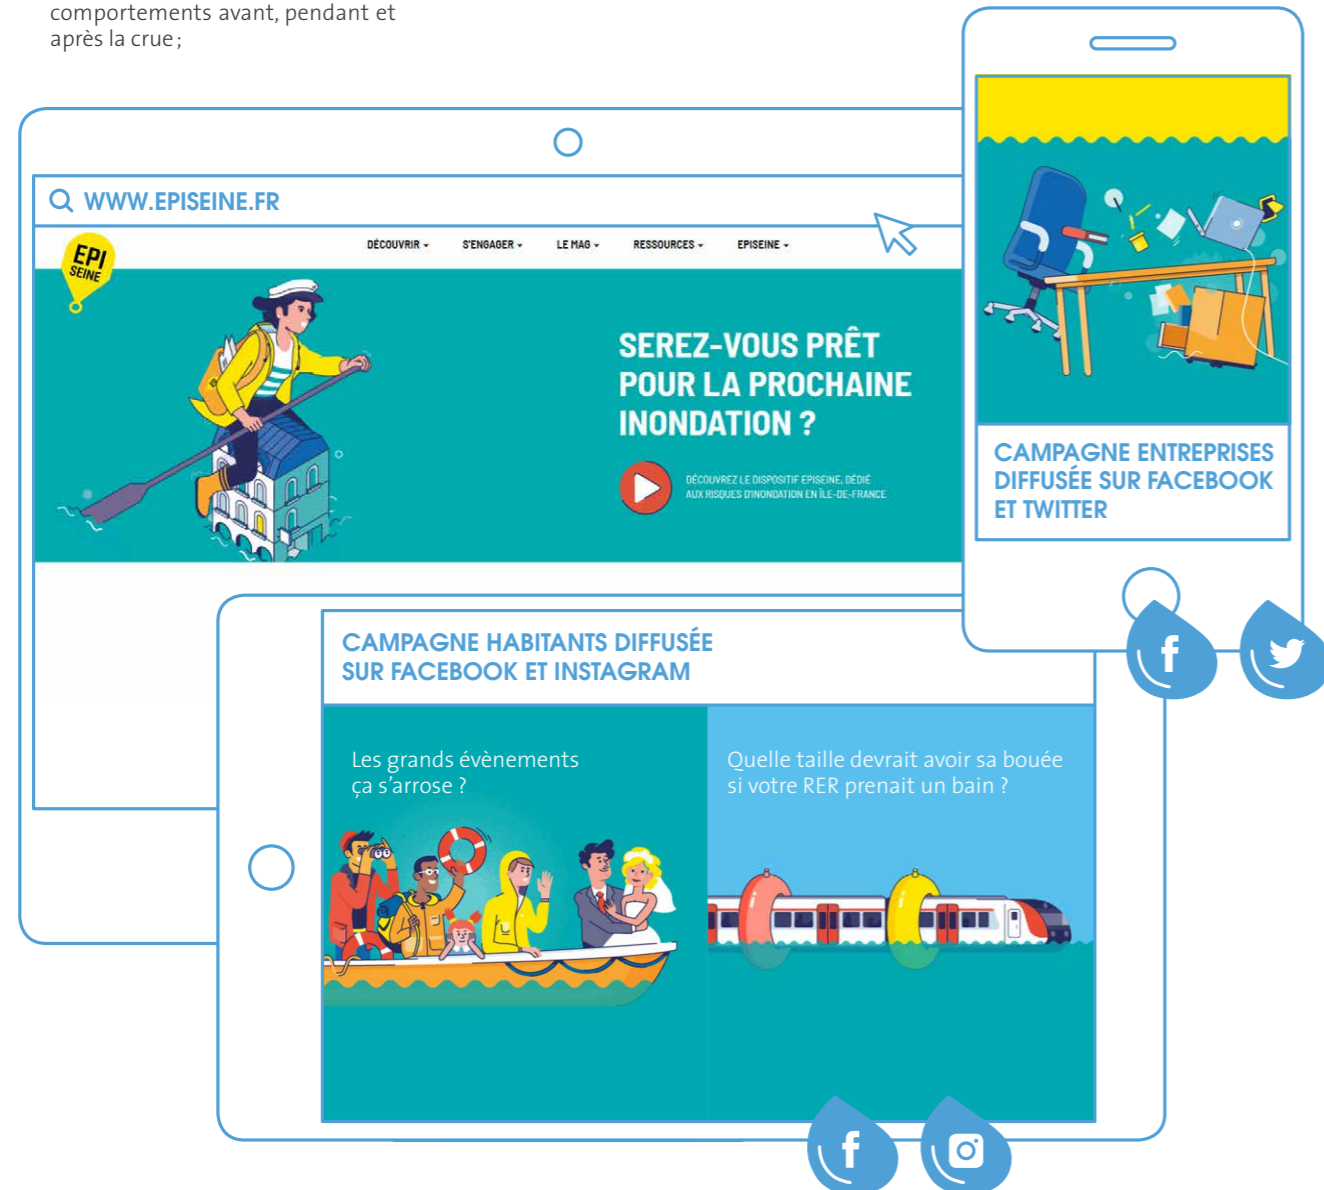 comportements avant, pendant et
après la crue ;
WWW.EPISEINE.FR
EPI
SEINE
DÉCOUVRIR
S'ENGAGER
LE MAG
RESSOURCES
EPISEINE
SEREZ-VOUS PRÊT
POUR LA PROCHAINE
INONDATION ?
DÉCOUVREZ LE DISPOSITIF EPISEINE, DÉDIÉ
AUX RISQUES D'INONDATION EN ÎLE-DE-FRANCE
CAMPAGNE ENTREPRISES
DIFFUSÉE SUR FACEBOOK
ET TWITTER
CAMPAGNE HABITANTS DIFFUSÉE
SUR FACEBOOK ET INSTAGRAM
Les grands évènements
ça s'arrose ?
Quelle taille devrait avoir sa bouée
si votre RER prenait un bain ?